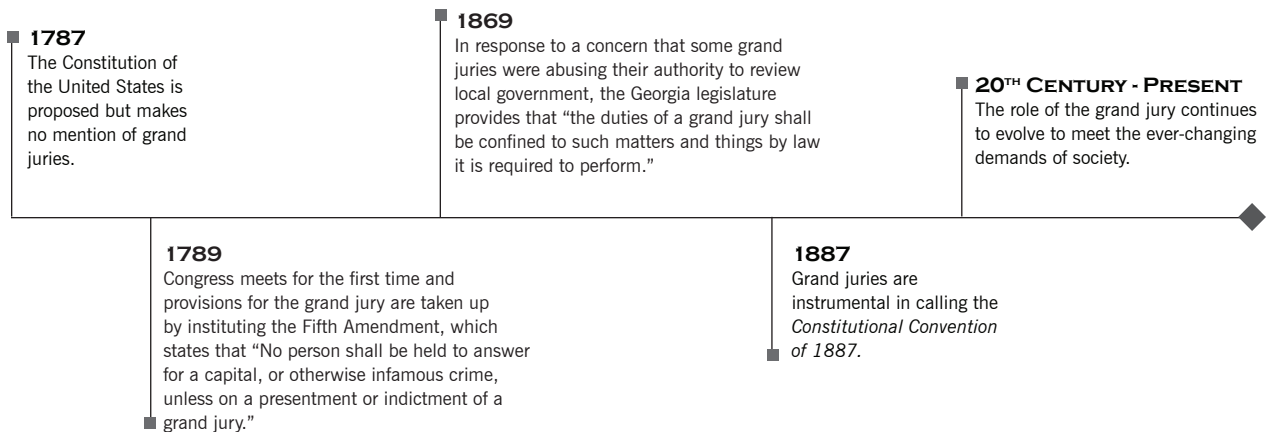 1787
The Constitution of
the United States is
proposed but makes
no mention of grand
juries.
1789
Congress meets for the first time and
provisions for the grand jury are taken up
by instituting the Fifth Amendment, which
states that “No person shall be held to answer
for a capital, or otherwise infamous crime,
unless on a presentment or indictment of a
grand jury.”
1869
In response to a concern that some grand
juries were abusing their authority to review
local government, the Georgia legislature
provides that “the duties of a grand jury shall
be confined to such matters and things by law
it is required to perform.”
1887
Grand juries are
instrumental in calling the
Constitutional Convention
of 1887.
20TH CENTURY - PRESENT
The role of the grand jury continues
to evolve to meet the ever-changing
demands of society.